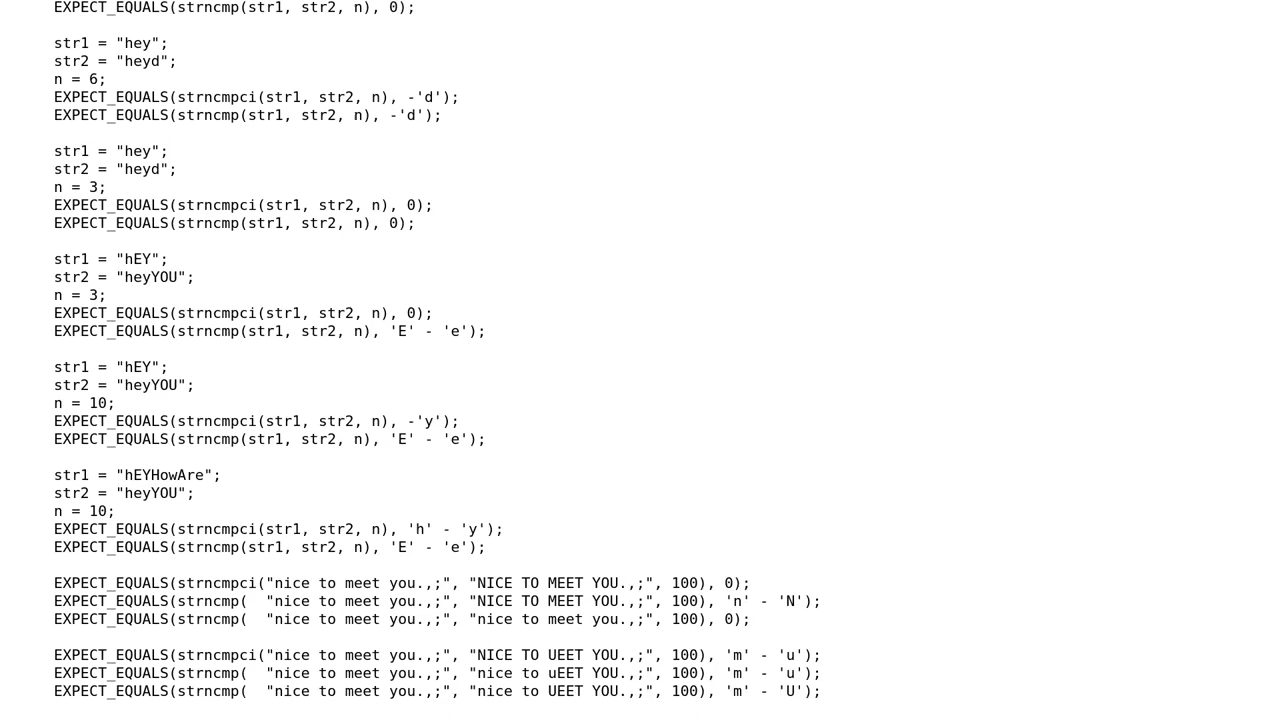 EXPECT_EQUALS(strncmp(str1, str2, n), 0);
str1 = "hey";
str2 = "heyd";
n = 6;
EXPECT_EQUALS(strncmpci(str1, str2, n), -'d');
EXPECT_EQUALS(strncmp(str1, str2, n), -'d');
str1 = "hey";
str2 = "heyd";
n = 3;
EXPECT_EQUALS(strncmpci(str1, str2, n), 0);
EXPECT_EQUALS(strncmp(str1, str2, n), 0);
str1 = "hEY";
str2 = "heyYOU";
n = 3;
EXPECT_EQUALS(strncmpci(str1, str2, n), 0);
EXPECT_EQUALS(strncmp(str1, str2, n), 'E' - 'e');
str1 = "hEY";
str2 = "heyYOU";
n = 10;
EXPECT_EQUALS(strncmpci(str1, str2, n), -'y');
EXPECT_EQUALS(strncmp(str1, str2, n), 'E' - 'e');
str1 = "hEYHowAre";
str2 = "heyYOU";
n = 10;
EXPECT_EQUALS(strncmpci(str1, str2, n), 'h' - 'y');
EXPECT_EQUALS(strncmp(str1, str2, n), 'E' - 'e');
EXPECT_EQUALS(strncmpci("nice to meet you.,;", "NICE TO MEET YOU.,;", 100), 0);
EXPECT_EQUALS(strncmp(  "nice to meet you.,;", "NICE TO MEET YOU.,;", 100), 'n' - 'N');
EXPECT_EQUALS(strncmp(  "nice to meet you.,;", "nice to meet you.,;", 100), 0);
EXPECT_EQUALS(strncmpci("nice to meet you.,;", "NICE TO UEET YOU.,;", 100), 'm' - 'u');
EXPECT_EQUALS(strncmp(  "nice to meet you.,;", "nice to uEET YOU.,;", 100), 'm' - 'u');
EXPECT_EQUALS(strncmp(  "nice to meet you.,;", "nice to UEET YOU.,;", 100), 'm' - 'U');